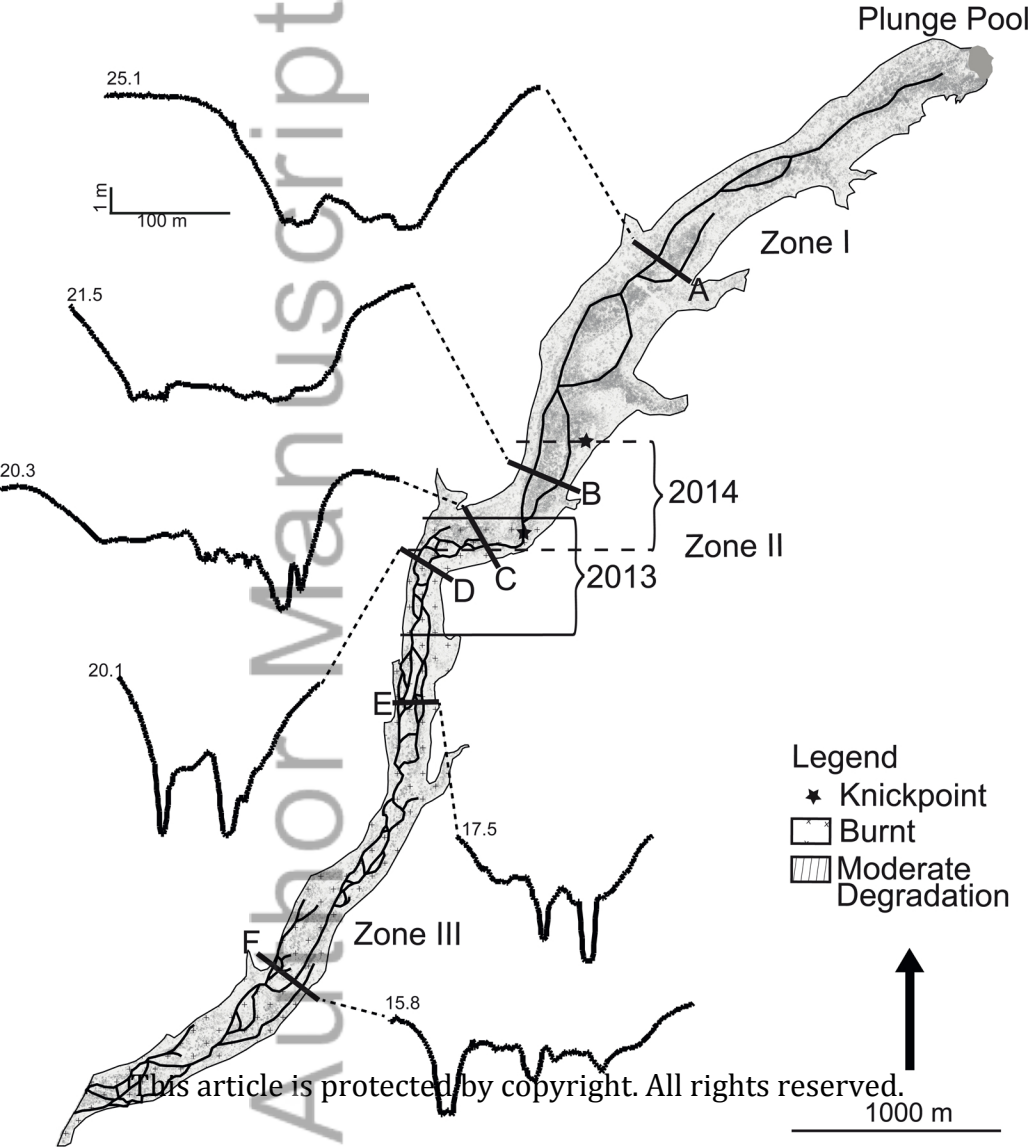 Plunge Pool
25.1
1 m
100 m
Zone I
A
21.5
B
2014
20.3
Zone II
C
2013
D
20.1
E
Legend
Knickpoint
Burnt
Moderate
Degradation
17.5
Zone III
F
15.8
1000 m
Author Manuscript
This article is protected by copyright. All rights reserved.